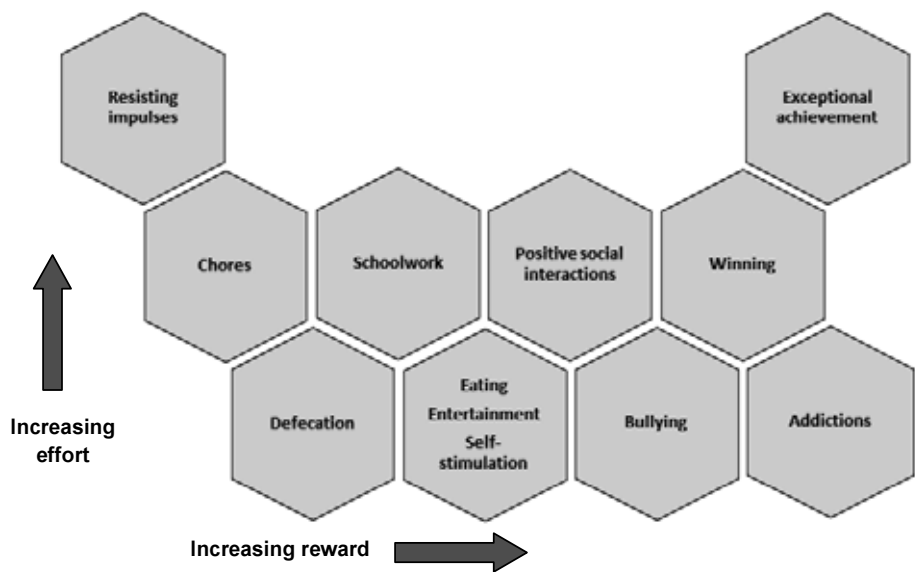 Resisting
impulses
Exceptional
achievement
Chores
Schoolwork
Positive social
interactions
Winning
Defecation
Eating
Entertainment
Self-
stimulation
Bullying
Addictions
Increasing
effort
Increasing reward